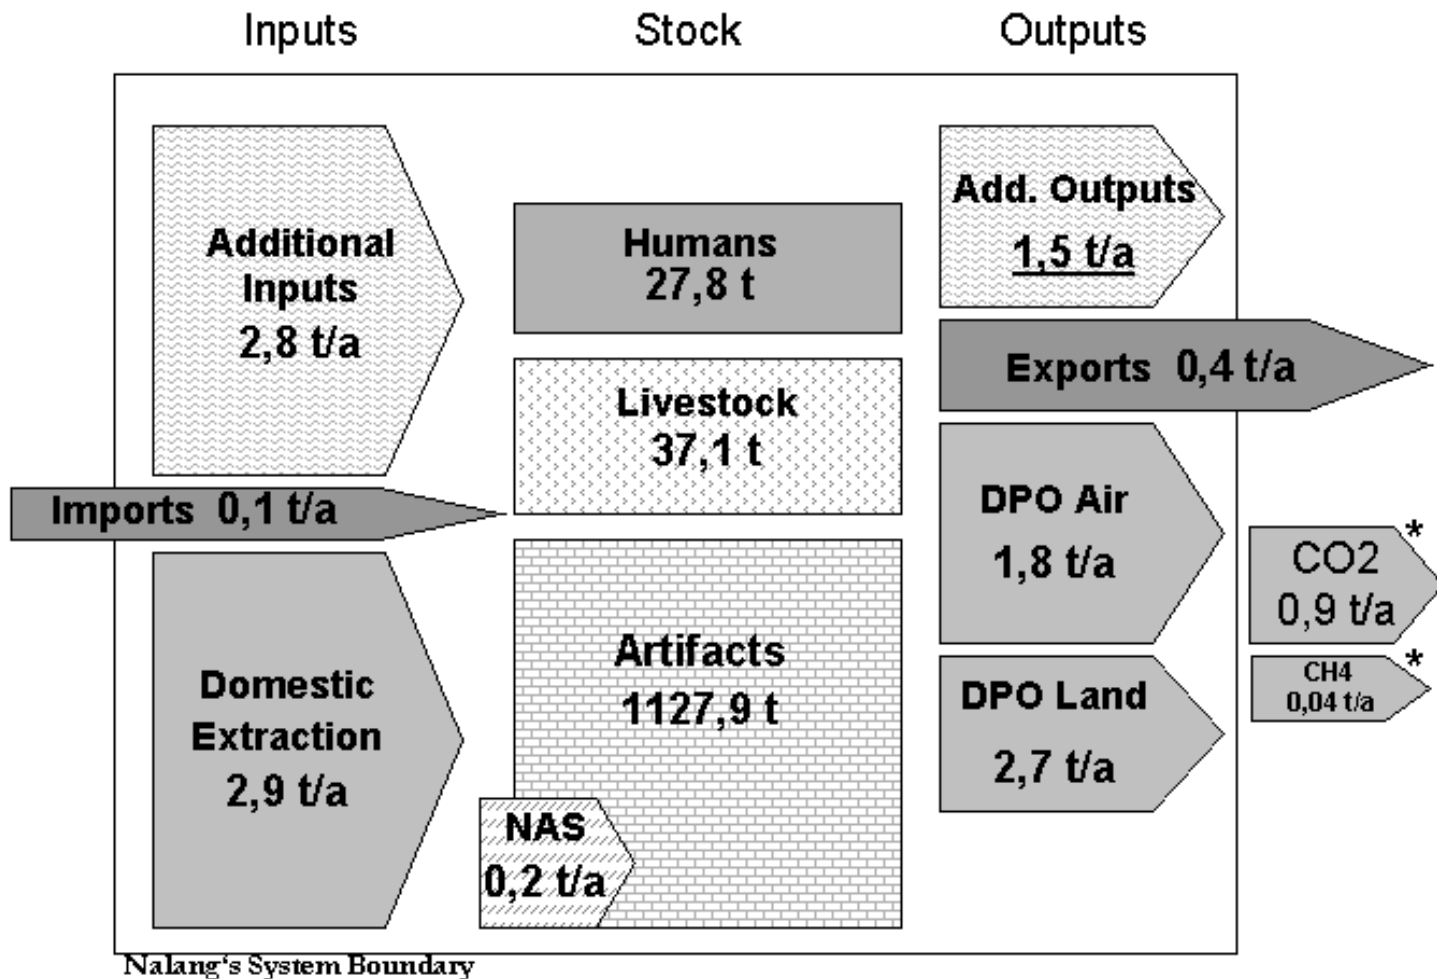 Inputs
Stock
Outputs
Additional
Inputs
2,8 t/a
Imports 0,1 t/a
Domestic
Extraction
2,9 t/a
Humans
27,8 t
Livestock
37,1 t
Artifacts
1127,9 t
NAS
0,2 t/a
Add. Outputs
1,5 t/a
Exports 0,4 t/a
DPO Air
1,8 t/a
DPO Land
2,7 t/a
*
CO2
0,9 t/a
*
CH4
0,04 t/a
Nalang‘s System Boundary